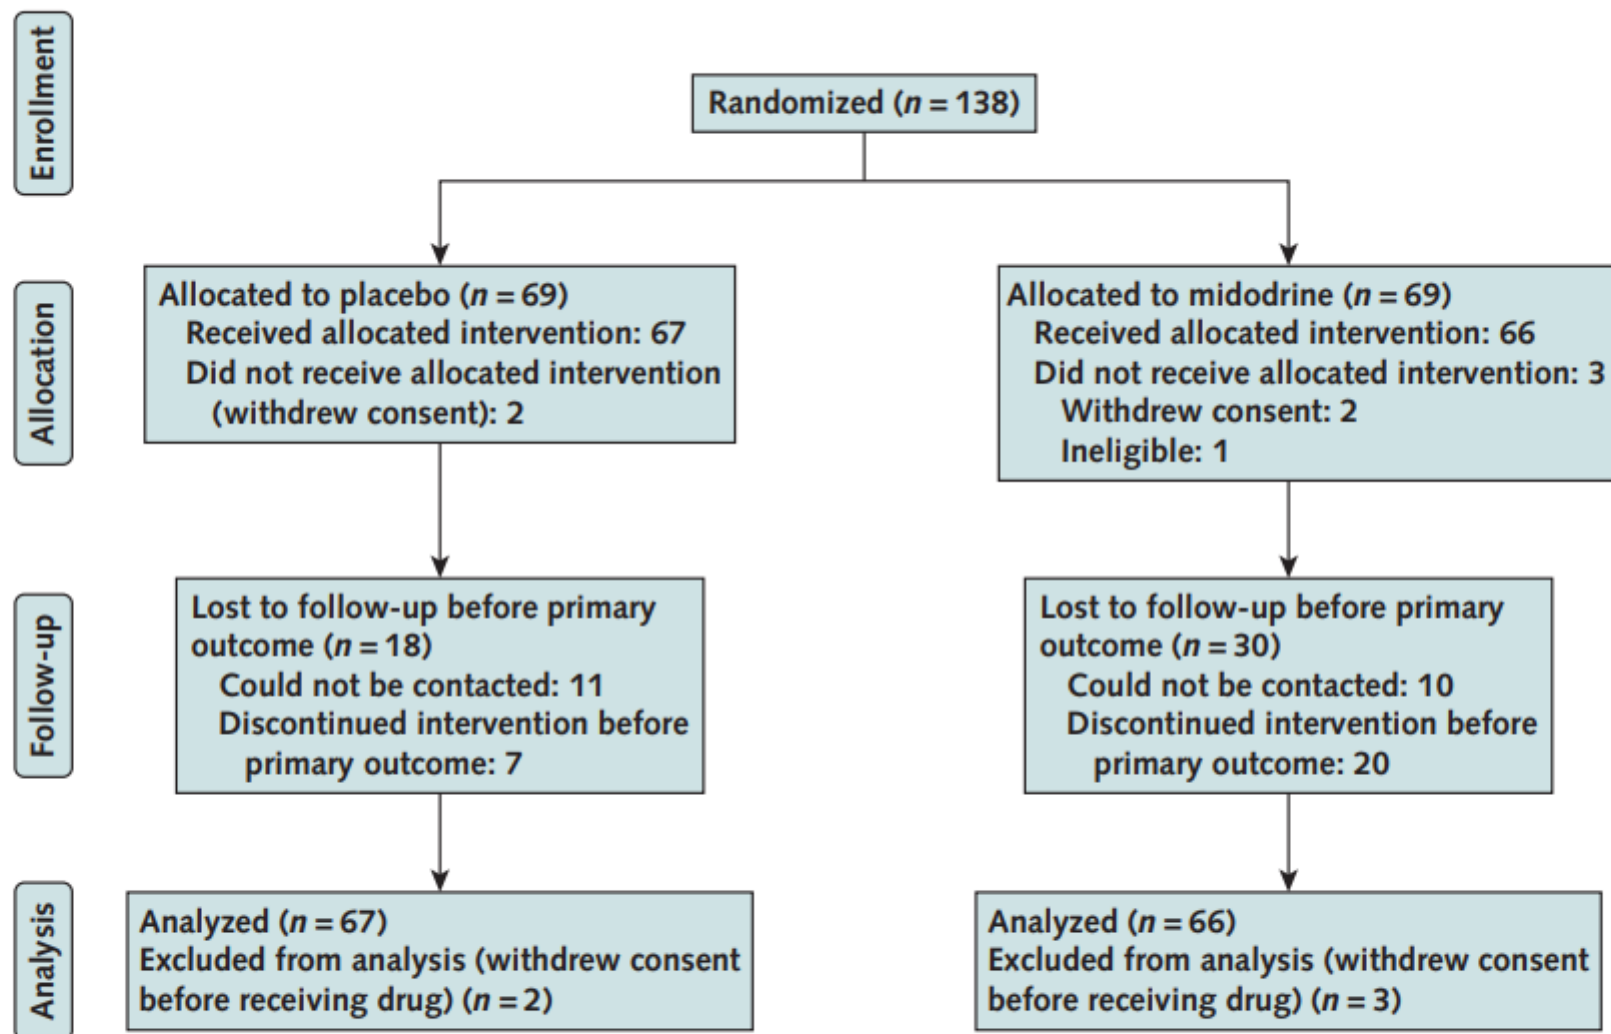 Enrollment
Randomized (n = 138)
Allocation
Allocated to placebo (n = 69)
Received allocated intervention: 67
Did not receive allocated intervention
(withdrew consent): 2
Allocated to midodrine (n = 69)
Received allocated intervention: 66
Did not receive allocated intervention: 3
Withdrew consent: 2
Ineligible: 1
Follow-up
Lost to follow-up before primary
outcome (n = 18)
Could not be contacted: 11
Discontinued intervention before
primary outcome: 7
Lost to follow-up before primary
outcome (n = 30)
Could not be contacted: 10
Discontinued intervention before
primary outcome: 20
Analysis
Analyzed (n = 67)
Excluded from analysis (withdrew consent
before receiving drug) (n = 2)
Analyzed (n = 66)
Excluded from analysis (withdrew consent
before receiving drug) (n = 3)